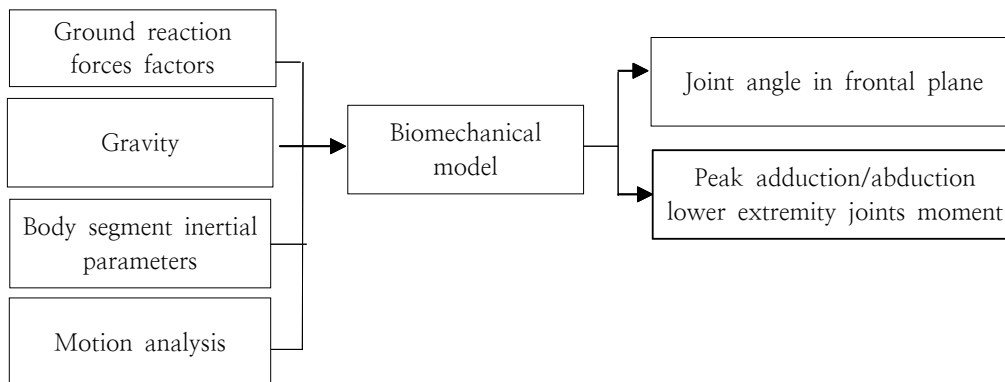 Ground reaction
forces factors
Gravity
Body segment inertial
parameters
Motion analysis
Biomechanical
model
Joint angle in frontal plane
Peak adduction/abduction
lower extremity joints moment